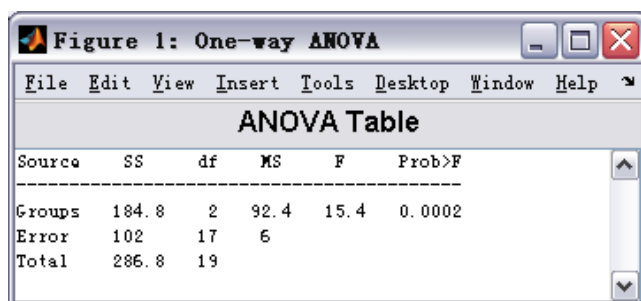 Figure 1: One-way ANOVA
File Edit View Insert Tools Desktop Window Help
ANOVA Table
Source SS df MS F Prob>F
---------------------------------------------------
Groups 184.8 2 92.4 15.4 0.0002
Error 102 17 6
Total 286.8 19